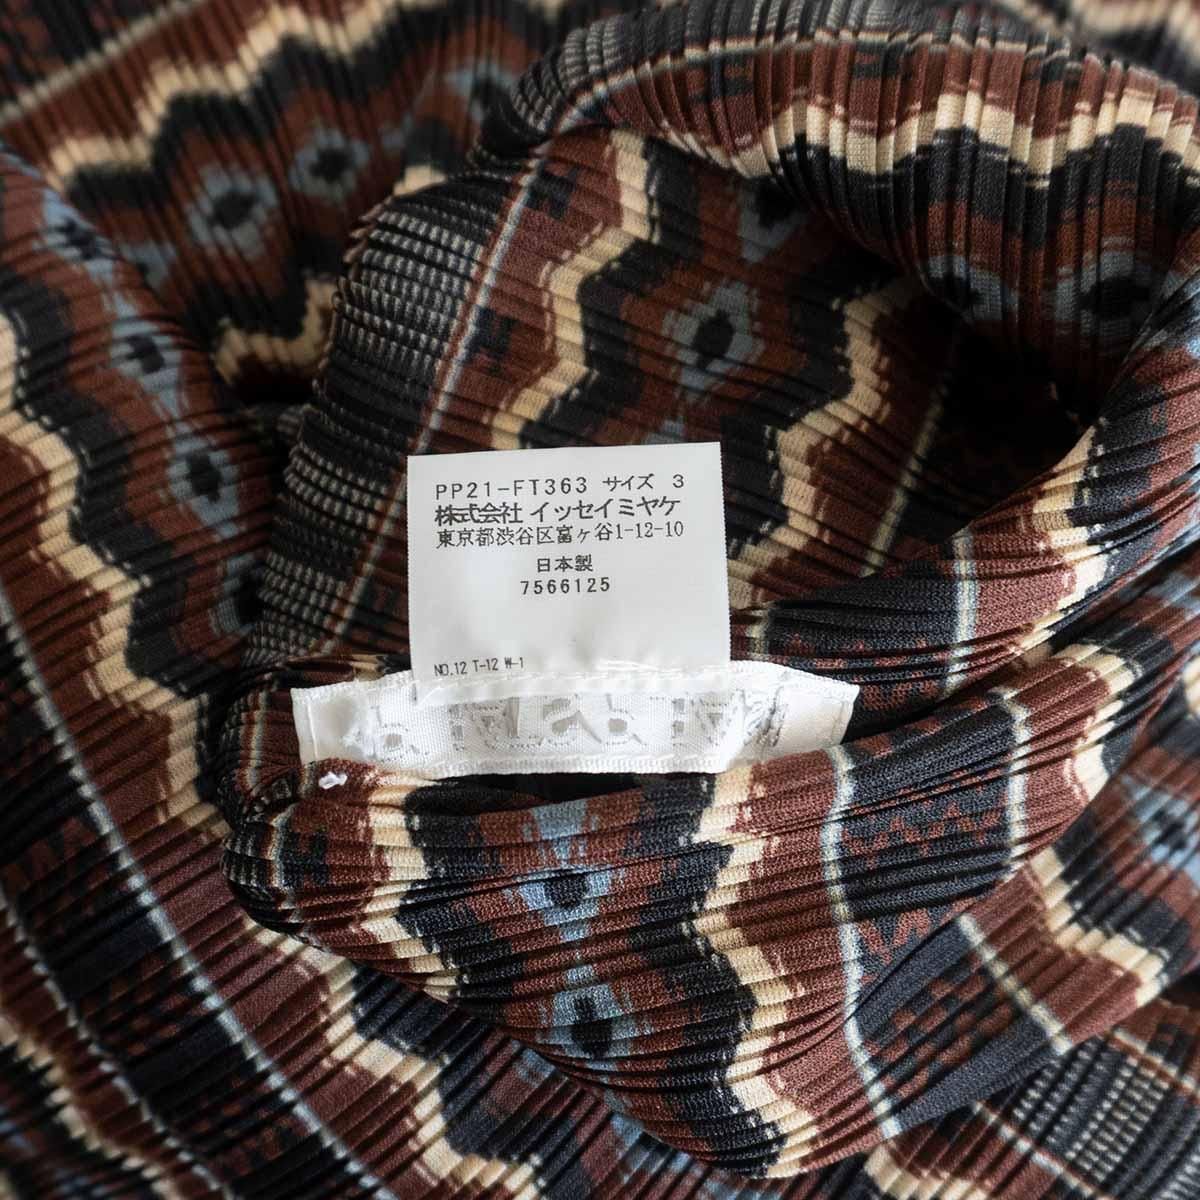 PP21-FT363 サイズ 3
株式会社 イッセイミヤケ
東京都渋谷区富ヶ谷1-12-10
日本製
7566125
NO.12 T-12 W-1